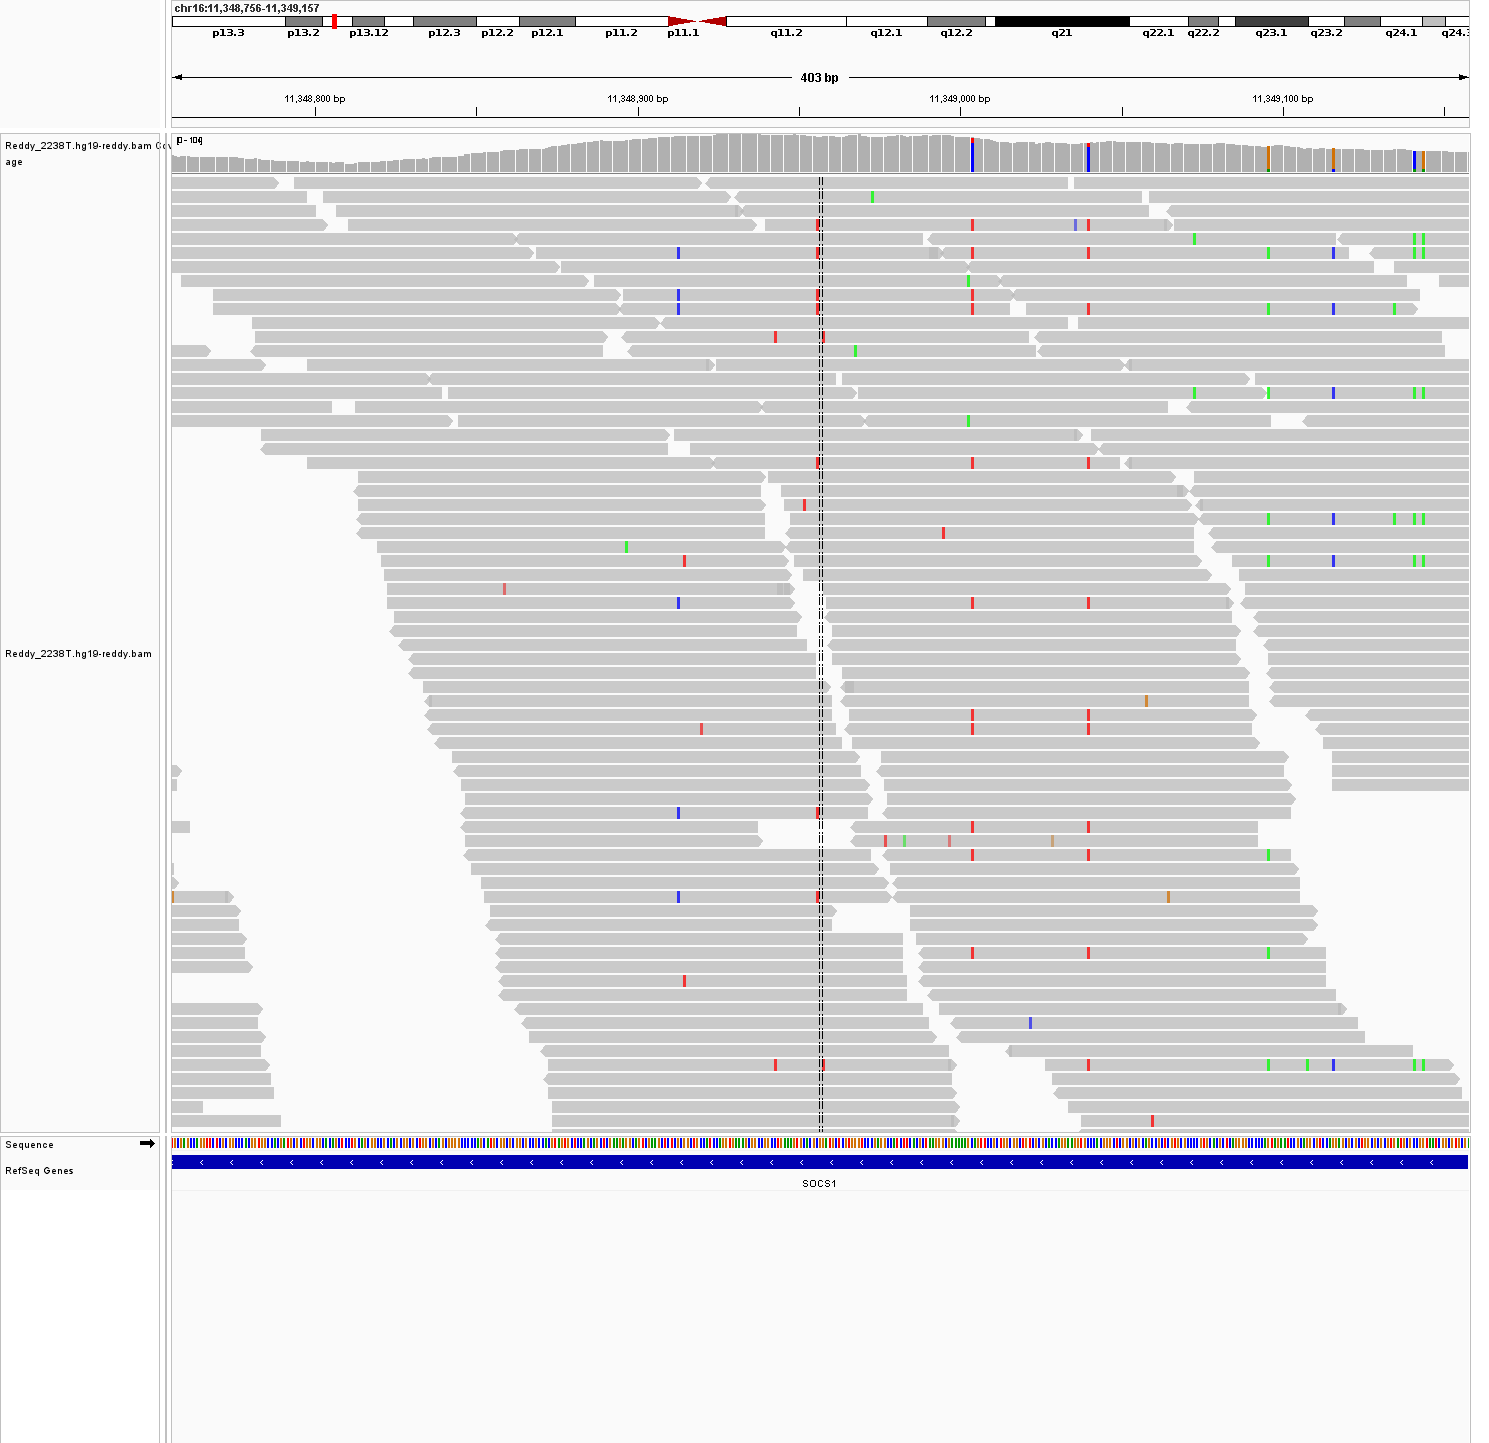 chr16:11,348,756-11,349,157
p13.3 p13.2 p13.12 p12.3 p12.2 p12.1 p11.2 p11.1 q11.2 q12.1 q12.2 q21 q22.1 q22.2 q23.1 q23.2 q24.1 q24.3
403 bp
11,348,800 bp 11,348,900 bp 11,349,000 bp 11,349,100 bp
Reddy_2238T.hg19-reddy.bam Cov
age
[0 - 104]
Reddy_2238T.hg19-reddy.bam
Sequence
RefSeq Genes
SOCS1